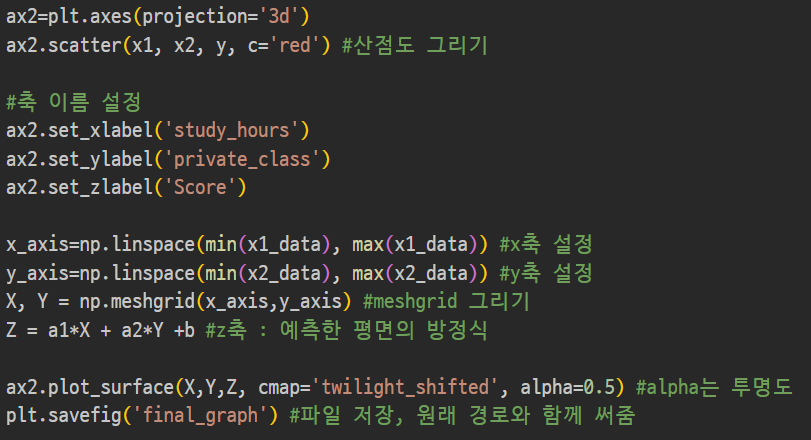 ax2=plt.axes(projection='3d')
ax2.scatter(x1, x2, y, c='red') #산점도 그리기
#축 이름 설정
ax2.set_xlabel('study_hours')
ax2.set_ylabel('private_class')
ax2.set_zlabel('Score')
x_axis=np.linspace(min(x1_data), max(x1_data)) #x축 설정
y_axis=np.linspace(min(x2_data), max(x2_data)) #y축 설정
X, Y = np.meshgrid(x_axis,y_axis) #meshgrid 그리기
Z = a1*X + a2*Y +b #z축 : 예측한 평면의 방정식
ax2.plot_surface(X,Y,Z, cmap='twilight_shifted', alpha=0.5) #alpha는 투명도
plt.savefig('final_graph') #파일 저장, 원래 경로와 함께 써줌